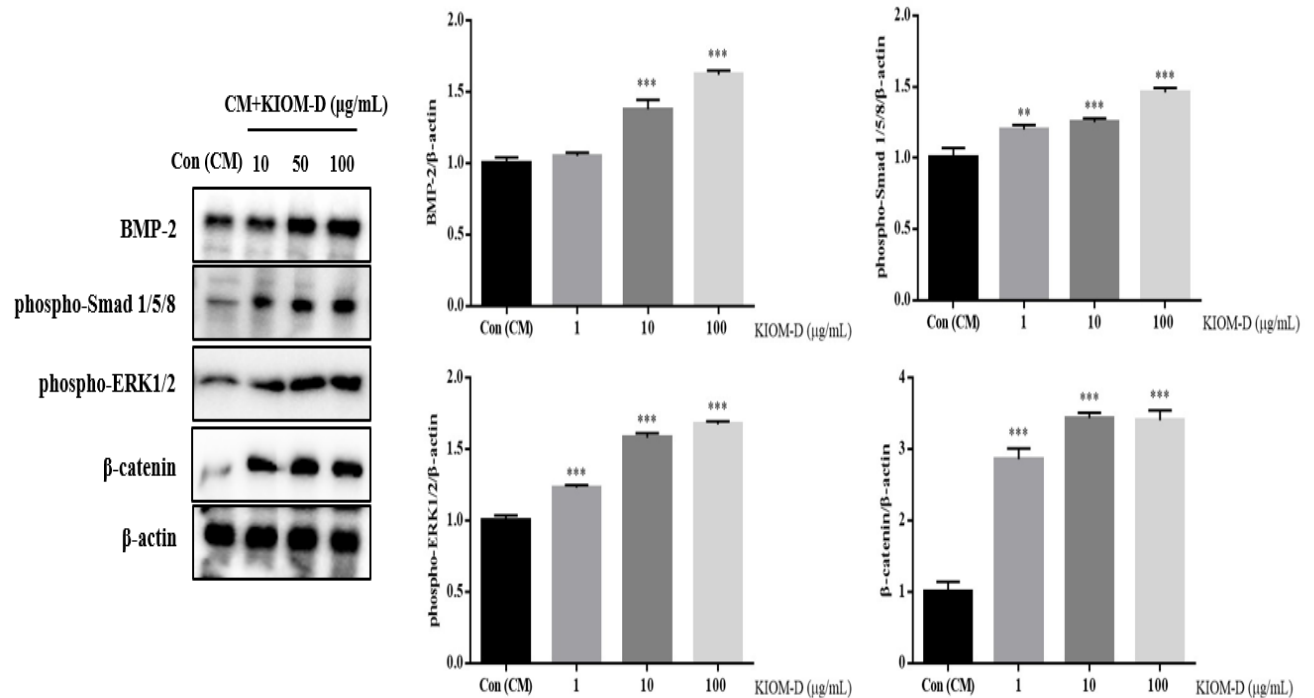 CM+KIOM-D (μg/mL)
Con (CM) 10 50 100
BMP-2
phospho-Smad 1/5/8
phospho-ERK1/2
β-catenin
β-actin
BMP-2/β-actin
2.0
1.5
1.0
0.5
0.0
***
***
Con (CM) 1 10 100 KIOM-D (μg/mL)
phospho-Smad 1/5/8/β-actin
2.0
1.5
1.0
0.5
0.0
**
***
***
Con (CM) 1 10 100 KIOM-D (μg/mL)
phospho-ERK1/2/β-actin
2.0
1.5
1.0
0.5
0.0
***
***
***
Con (CM) 1 10 100 KIOM-D (μg/mL)
β-catenin/β-actin
4
3
2
1
0
***
***
***
Con (CM) 1 10 100 KIOM-D (μg/mL)